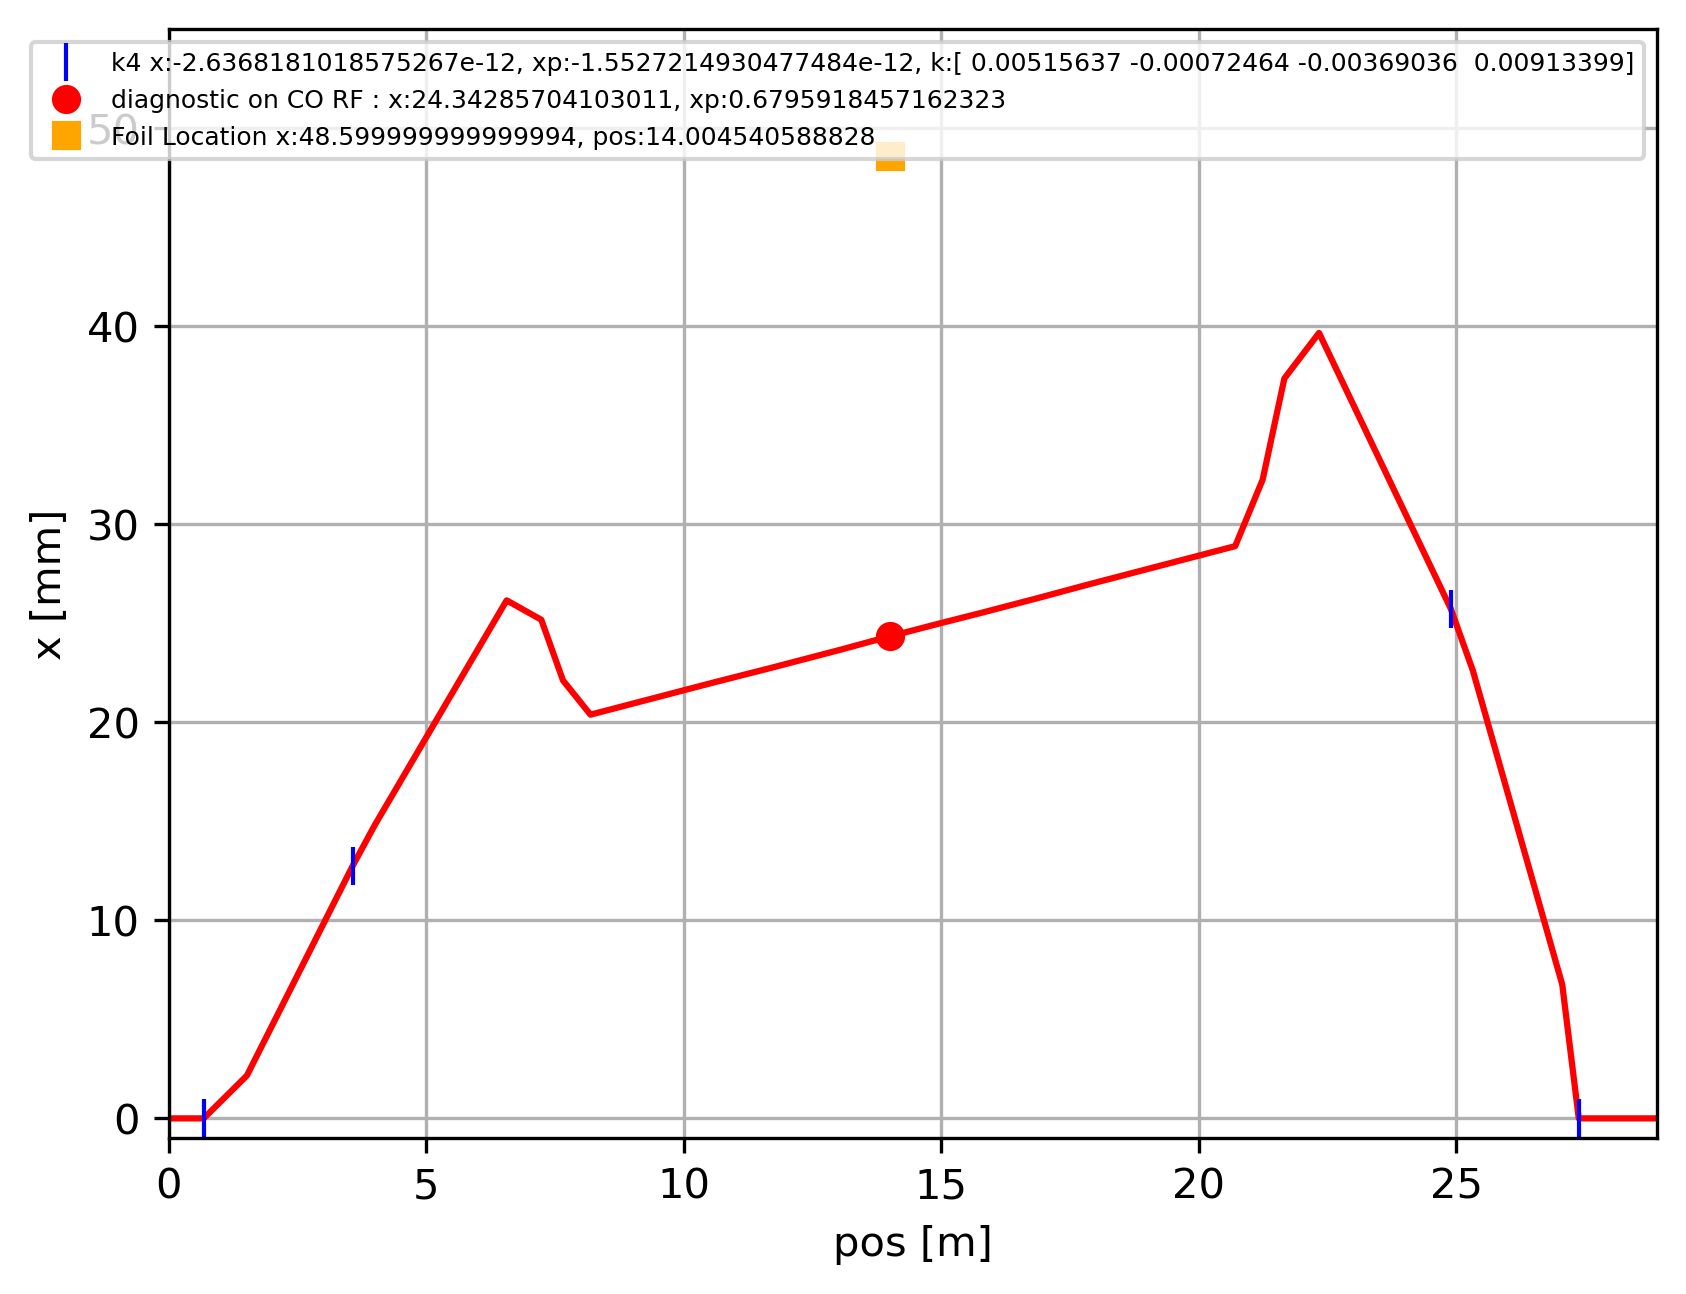 k4 x:-2.6368181018575267e-12, xp:-1.5527214930477484e-12, k:[ 0.00515637 -0.00072464 -0.00369036  0.00913399]
diagnostic on CO RF : x:24.34285704103011, xp:0.6795918457162323
Foil Location x:48.599999999999994, pos:14.004540588828
50
40
30
20
10
0
x [mm]
0 5 10 15 20 25
pos [m]